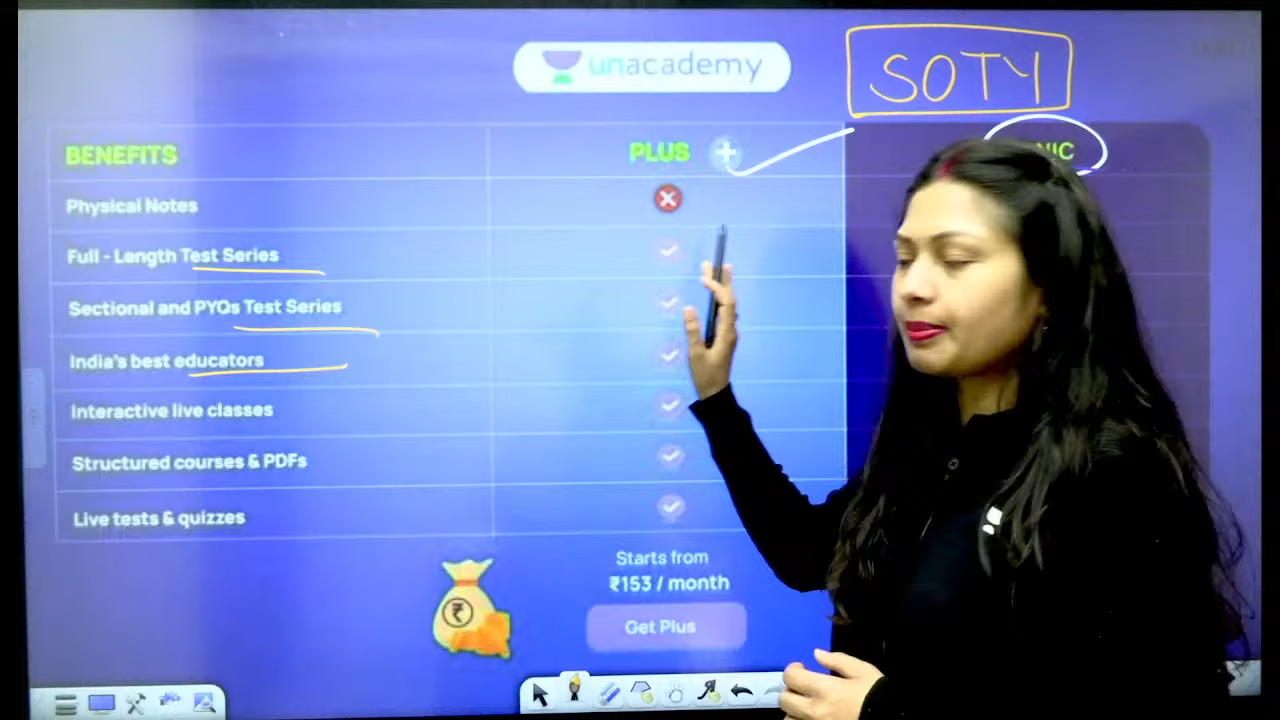 unacademy
SOTY
BENEFITS
PLUS
Physical Notes
Full - Length Test Series
Sectional and PYQs Test Series
India's best educators
Interactive live classes
Structured courses & PDFs
Live tests & quizzes
Starts from
₹153 / month
₹
Get Plus